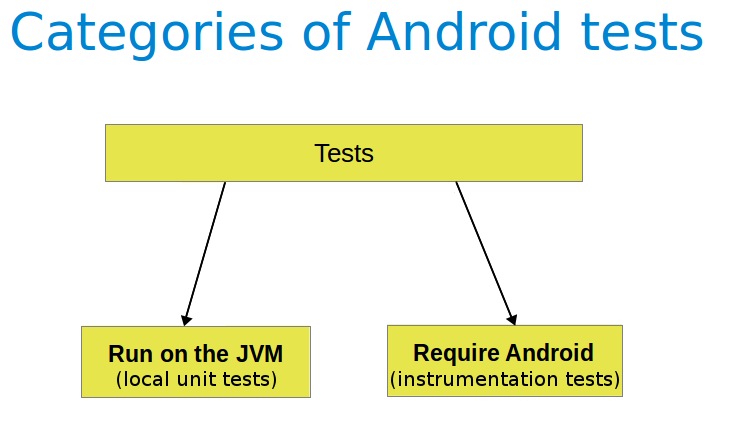 Categories of Android tests
Tests
Run on the JVM
(local unit tests)
Require Android
(instrumentation tests)